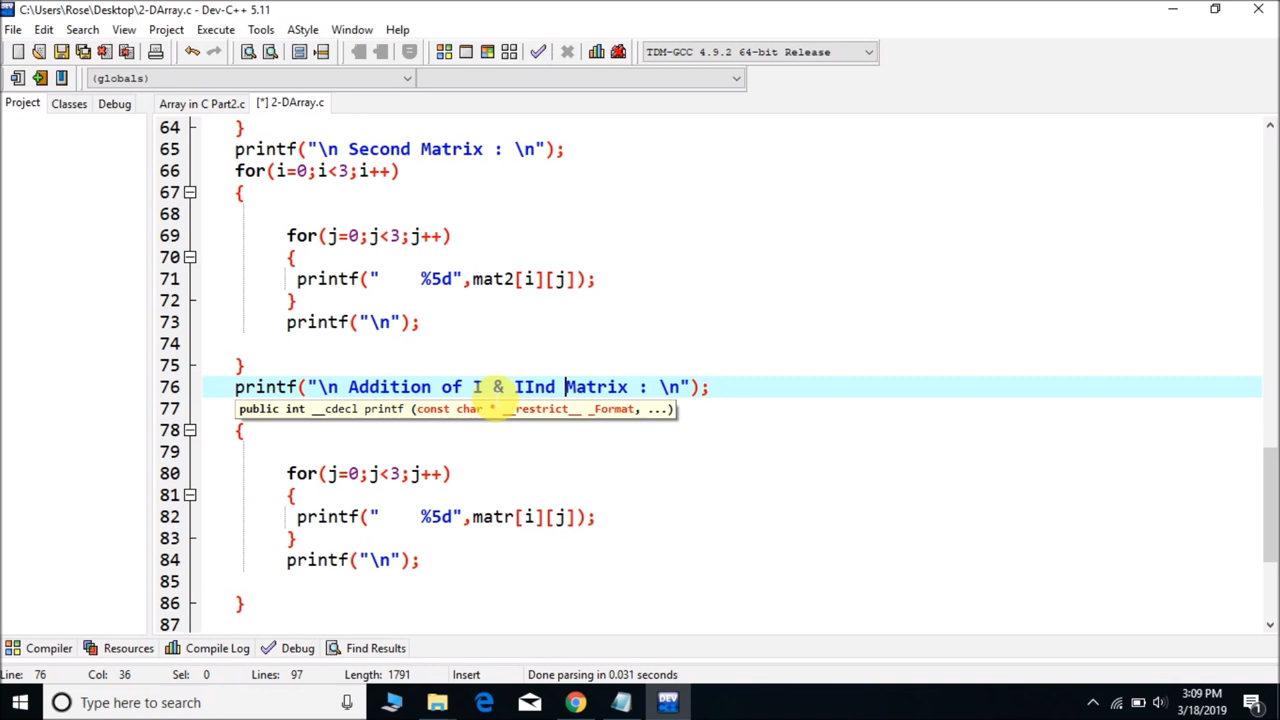 C:\Users\Rose\Desktop\2-DArray.c - Dev-C++ 5.11
File Edit Search View Project Execute Tools AStyle Window Help
TDM-GCC 4.9.2 64-bit Release
(globals)
Project Classes Debug Array in C Part2.c [*] 2-DArray.c
64 }
65 printf("\n Second Matrix : \n");
66 for(i=0;i<3;i++)
67 {
68
69 for(j=0;j<3;j++)
70 {
71 printf("    %5d",mat2[i][j]);
72 }
73 printf("\n");
74
75 }
76 printf("\n Addition of I & IInd Matrix : \n");
77 public int __cdecl printf (const char * __restrict__ _Format, ...)
78 {
79
80 for(j=0;j<3;j++)
81 {
82 printf("    %5d",matr[i][j]);
83 }
84 printf("\n");
85
86 }
87
Compiler Resources Compile Log Debug Find Results
Line: 76 Col: 36 Sel: 0 Lines: 97 Length: 1791 Insert Done parsing in 0.031 seconds
Type here to search
DEV
3:09 PM
3/18/2019
1